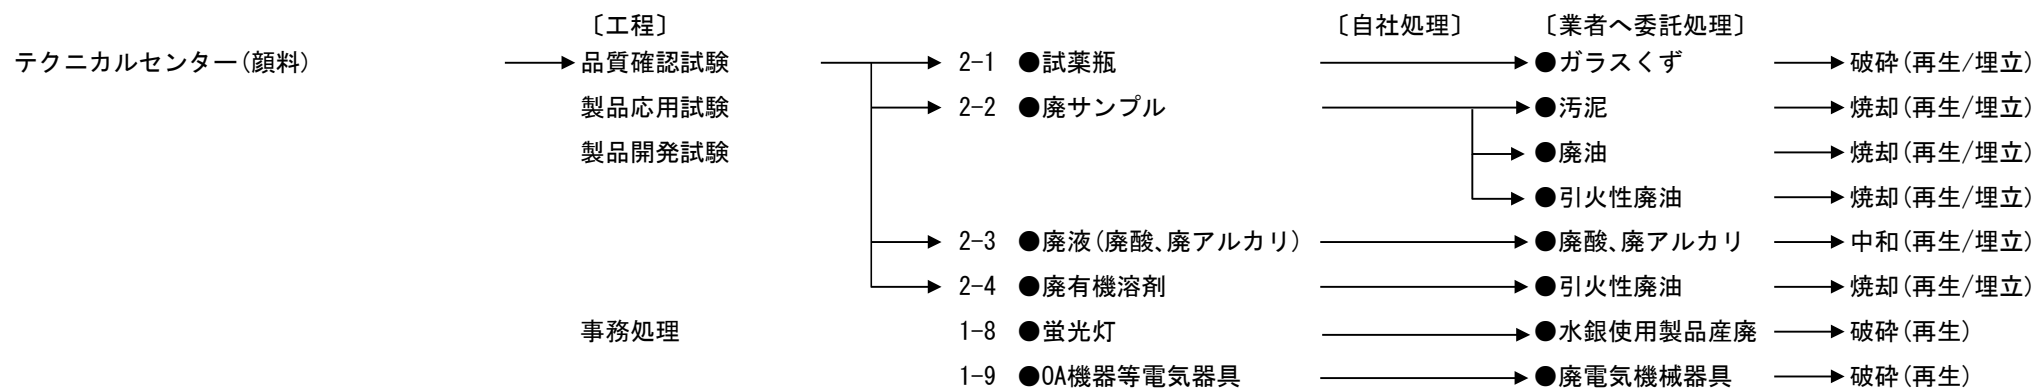 〔工程〕 〔自社処理〕 〔業者へ委託処理〕
テクニカルセンター(顔料) 品質確認試験 2-1 ●試薬瓶 ●ガラスくず 破砕(再生/埋立)
製品応用試験 2-2 ●廃サンプル ●汚泥 焼却(再生/埋立)
製品開発試験 ●廃油 焼却(再生/埋立)
●引火性廃油 焼却(再生/埋立)
2-3 ●廃液(廃酸、廃アルカリ) ●廃酸、廃アルカリ 中和(再生/埋立)
2-4 ●廃有機溶剤 ●引火性廃油 焼却(再生/埋立)
事務処理 1-8 ●蛍光灯 ●水銀使用製品産廃 破砕(再生)
1-9 ●OA機器等電気器具 ●廃電気機械器具 破砕(再生)